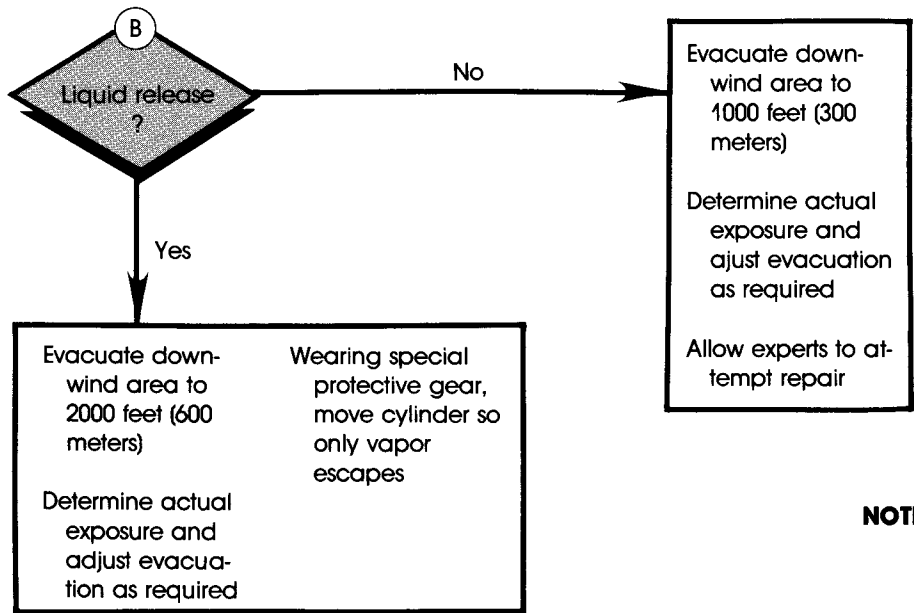 B
Liquid release
?
No
Yes
Evacuate down-
wind area to
1000 feet (300
meters)
Determine actual
exposure and
ajust evacuation
as required
Allow experts to at-
tempt repair
Evacuate down-
wind area to
2000 feet (600
meters)
Determine actual
exposure and
adjust evacua-
tion as required
Wearing special
protective gear,
move cylinder so
only vapor
escapes